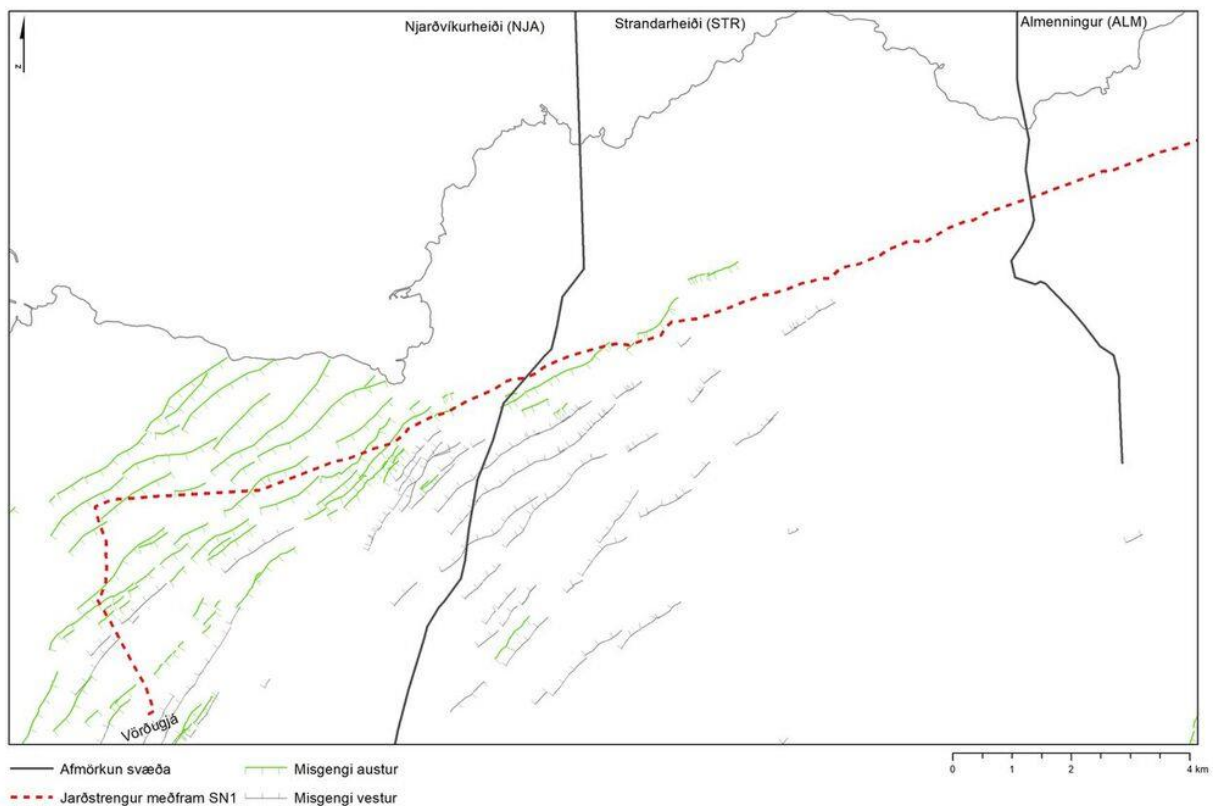 Njarðvíkurheiði (NJA)
Strandarheiði (STR)
Almenningur (ALM)
N
Vörðugjá
Afmörkun svæða
Misgengi austur
Jarðstrengur meðfram SN1
Misgengi vestur
0 1 2 4 km